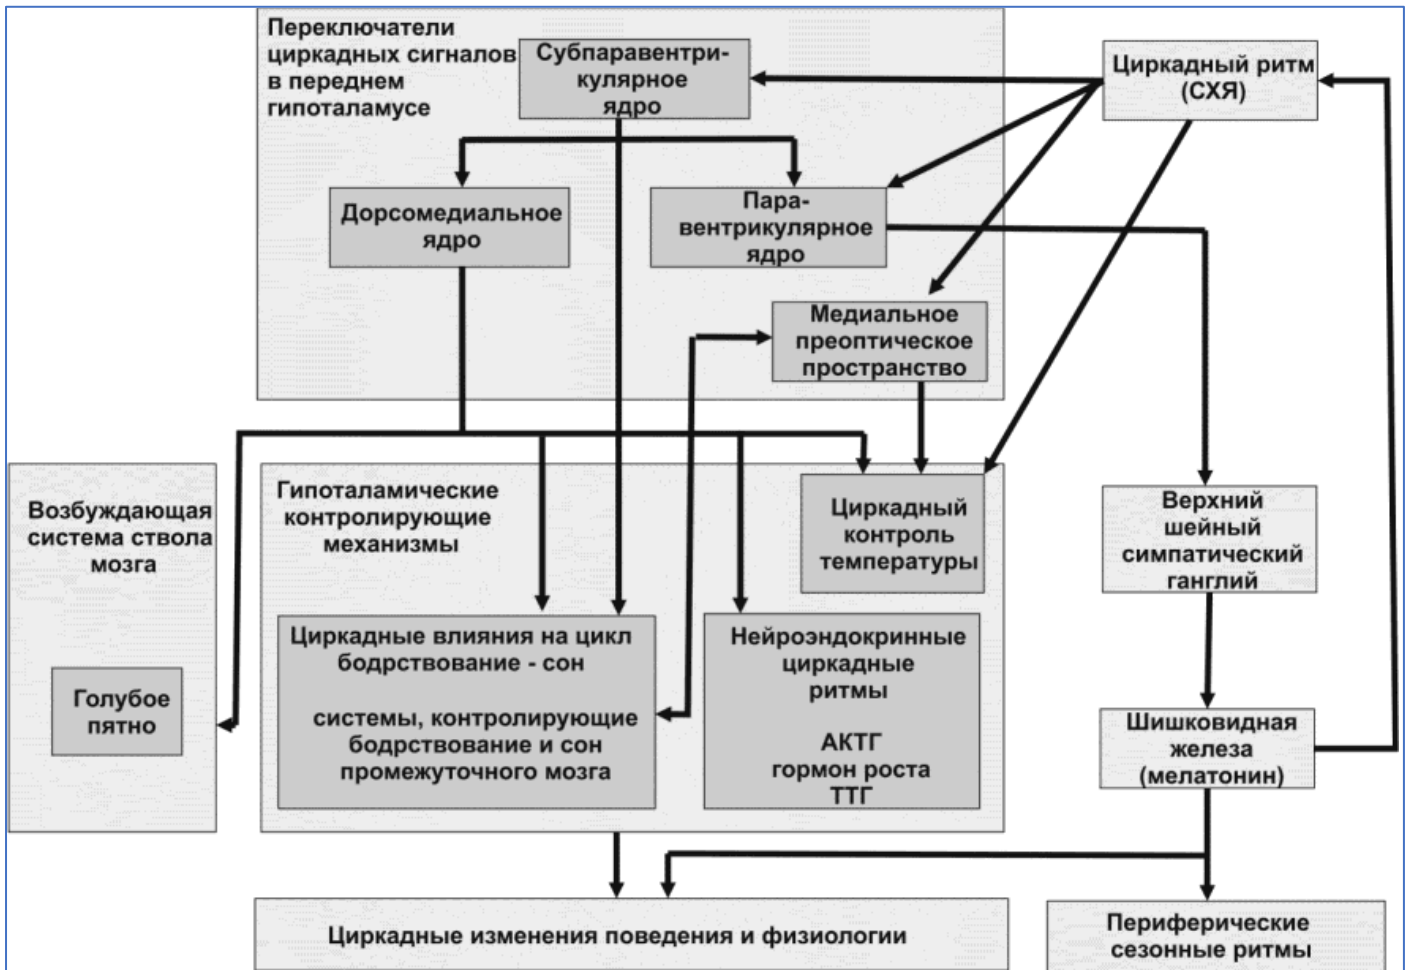 Переключатели
циркадных сигналов
в переднем
гипоталамусе
Субпаравентри-
кулярное
ядро
Циркадный ритм
(СХЯ)
Дорсомедиальное
ядро
Пара-
вентрикулярное
ядро
Медиальное
преоптическое
пространство
Возбуждающая
система ствола
мозга
Голубое
пятно
Гипоталамические
контролирующие
механизмы
Циркадный
контроль
температуры
Верхний
шейный
симпатический
ганглий
Циркадные влияния на цикл
бодрствование - сон
системы, контролирующие
бодрствование и сон
промежуточного мозга
Нейроэндокринные
циркадные
ритмы
АКТГ
гормон роста
ТТГ
Шишковидная
железа
(мелатонин)
Циркадные изменения поведения и физиологии
Периферические
сезонные ритмы